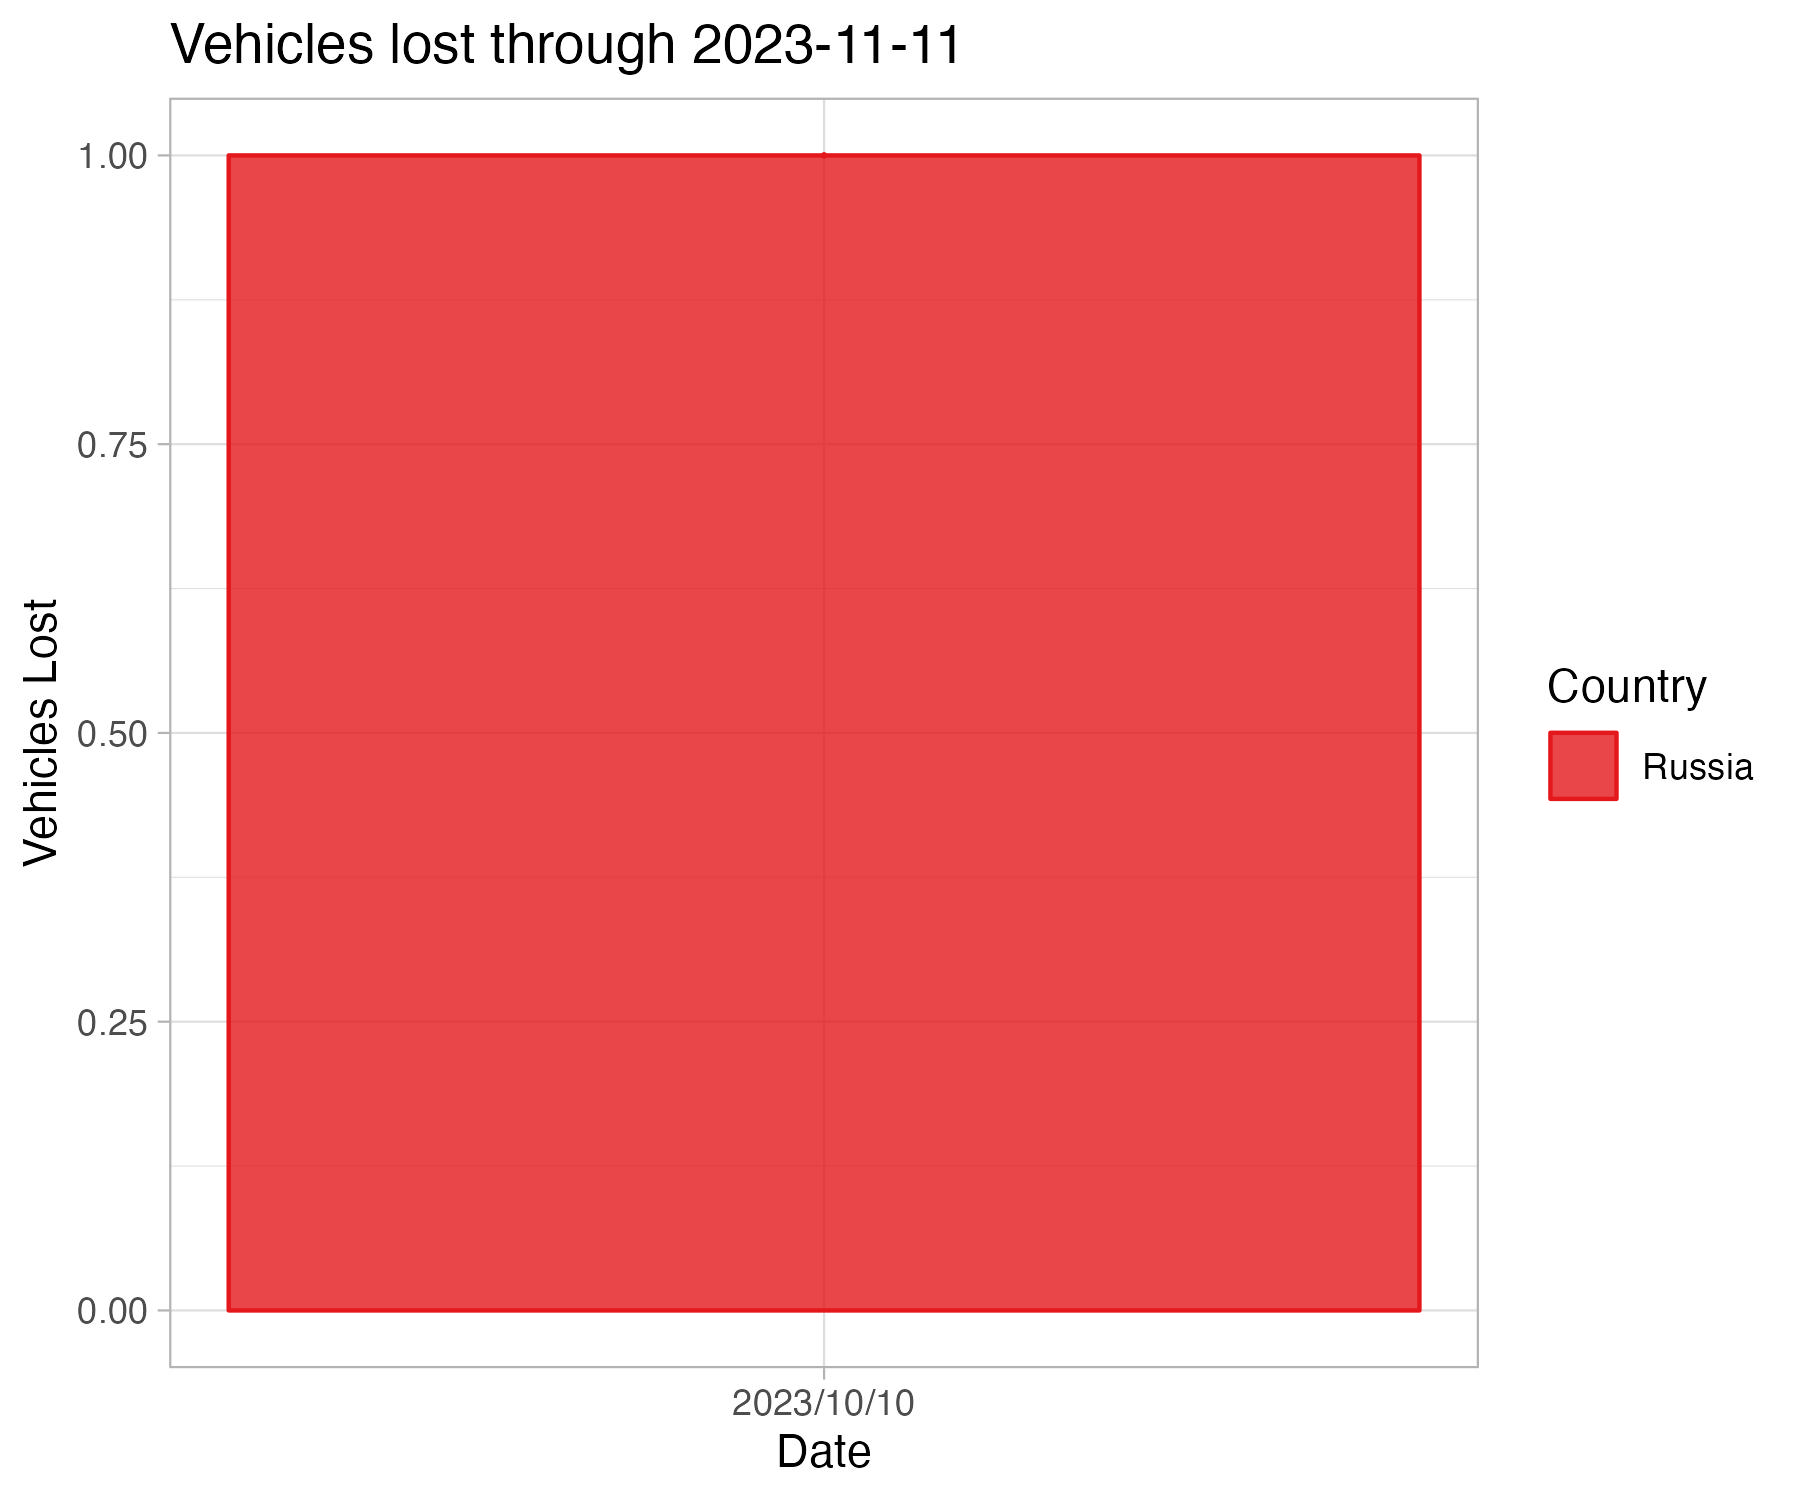 Vehicles lost through 2023-11-11
1.00
0.75
0.50
0.25
0.00
Vehicles Lost
2023/10/10
Date
Country
Russia